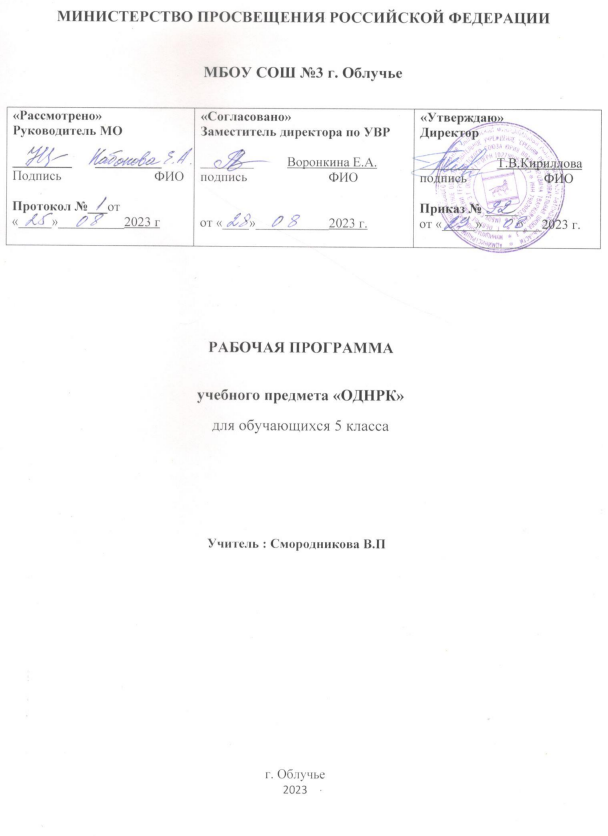 МИНИСТЕРСТВО ПРОСВЕЩЕНИЯ РОССИЙСКОЙ ФЕДЕРАЦИИ
МБОУ СОШ №3 г. Облучье
«Рассмотрено»
Руководитель МО
Подпись ФИО
Протокол № 1 от
« 25 » 08 2023 г
«Согласовано»
Заместитель директора по УВР
Воронкина Е.А.
подпись ФИО
от « 28 » 08 2023 г.
«Утверждаю»
Директор
Т.В.Кириллова
подпись ФИО
Приказ № 92
от « » 08 2023 г.
РАБОЧАЯ ПРОГРАММА
учебного предмета «ОДНРК»
для обучающихся 5 класса
Учитель : Смородникова В.П
г. Облучье
2023